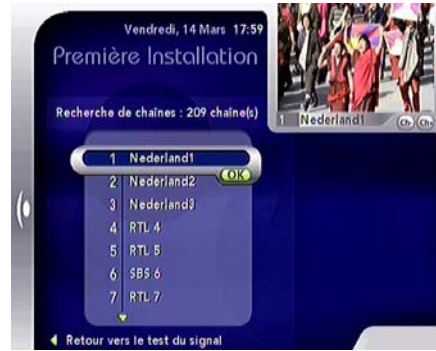 Vendredi, 14 Mars 17:59
Première Installation
Recherche de chaînes : 209 chaîne(s)
1 Nederland1 Ch- Ch+
1 Nederland1
OK
2 Nederland2
3 Nederland3
4 RTL 4
5 RTL 5
6 SBS 6
7 RTL 7
Retour vers le test du signal